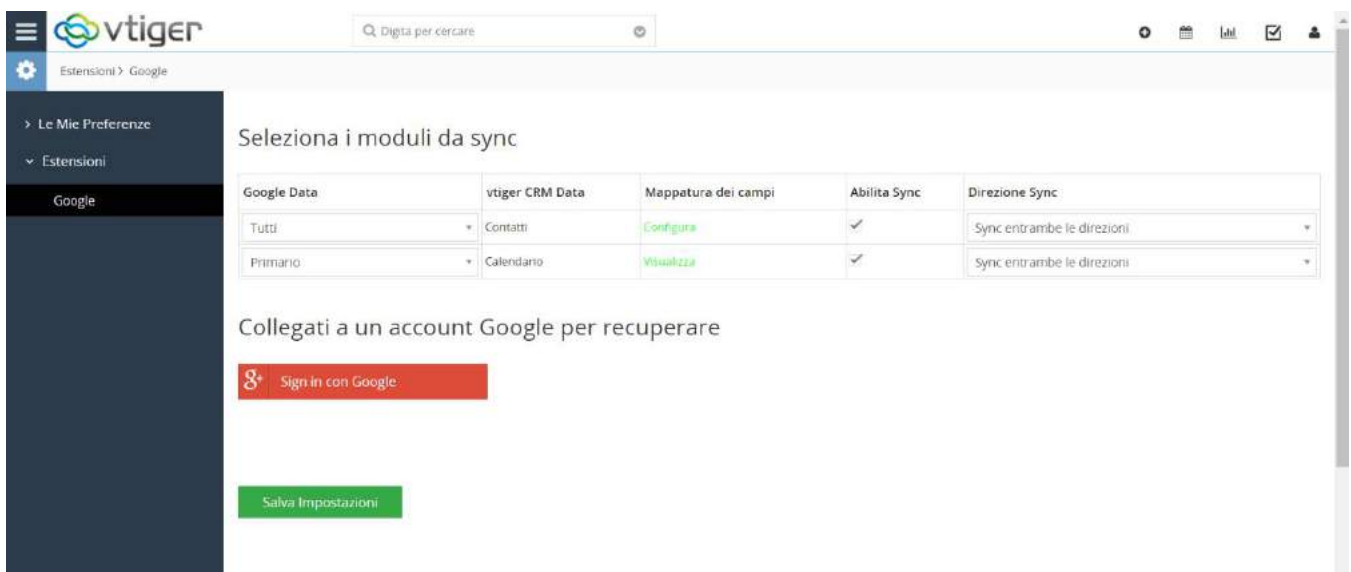 vtiger
Digita per cercare
Estensioni > Google
Le Mie Preferenze
Estensioni
Google
Seleziona i moduli da sync
Google Data vtiger CRM Data Mappatura dei campi Abilita Sync Direzione Sync
Tutti Contatti Configura Sync entrambe le direzioni
Primario Calendario Visualizza Sync entrambe le direzioni
Collegati a un account Google per recuperare
g+ Sign in con Google
Salva Impostazioni